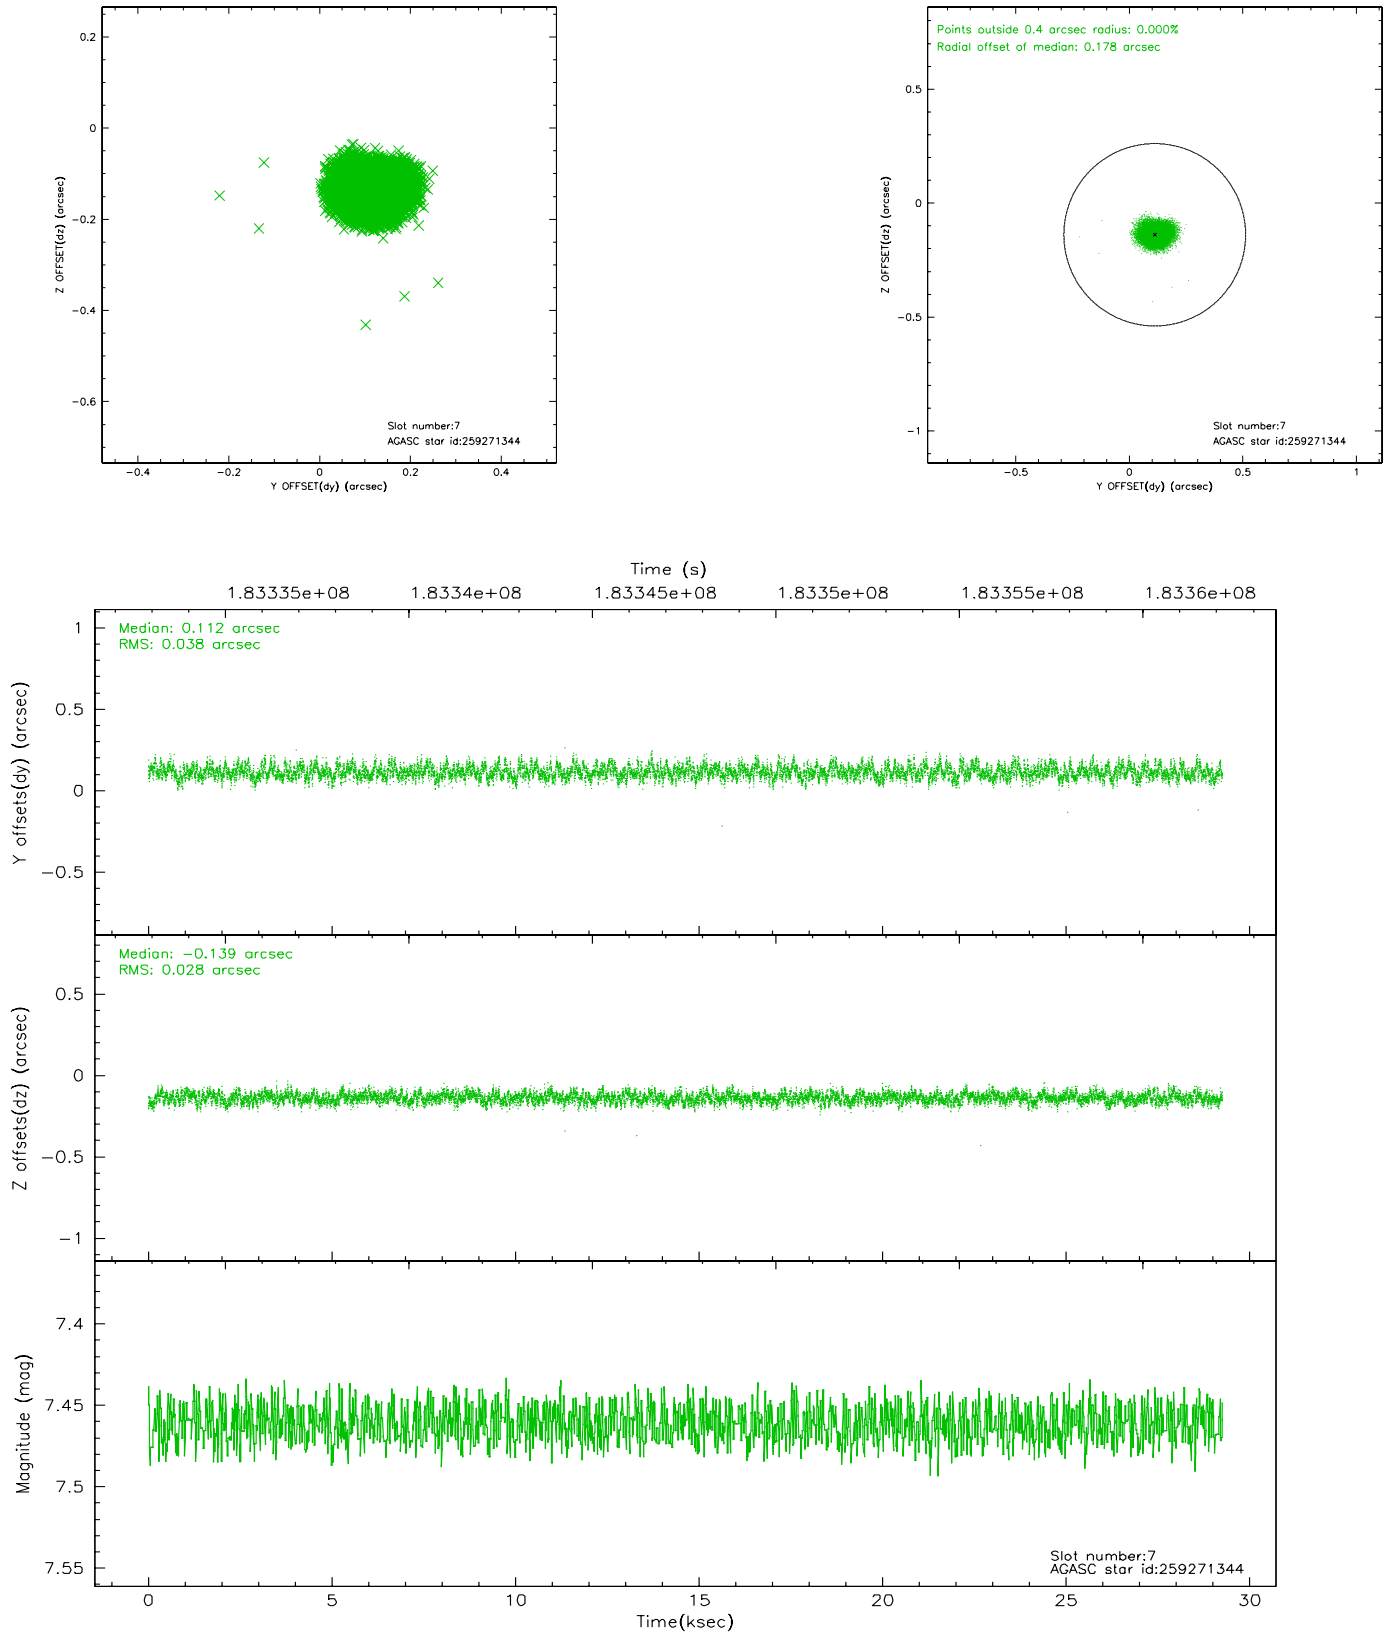 0.2
0
−0.2
−0.4
−0.6
Z OFFSET(dz) (arcsec)
Slot number:7
AGASC star id:259271344
−0.4 −0.2 0 0.2 0.4
Y OFFSET(dy) (arcsec)
Points outside 0.4 arcsec radius: 0.000%
Radial offset of median: 0.178 arcsec
0.5
0
−0.5
−1
Z OFFSET(dz) (arcsec)
Slot number:7
AGASC star id:259271344
−0.5 0 0.5 1
Y OFFSET(dy) (arcsec)
Time (s)
1.83335e+08 1.8334e+08 1.83345e+08 1.8335e+08 1.83355e+08 1.8336e+08
Median: 0.112 arcsec
RMS: 0.038 arcsec
1
0.5
0
−0.5
Y offsets(dy) (arcsec)
Median: −0.139 arcsec
RMS: 0.028 arcsec
0.5
0
−0.5
−1
Z offsets(dz) (arcsec)
7.4
7.45
7.5
7.55
Magnitude (mag)
Slot number:7
AGASC star id:259271344
0 5 10 15 20 25 30
Time(ksec)